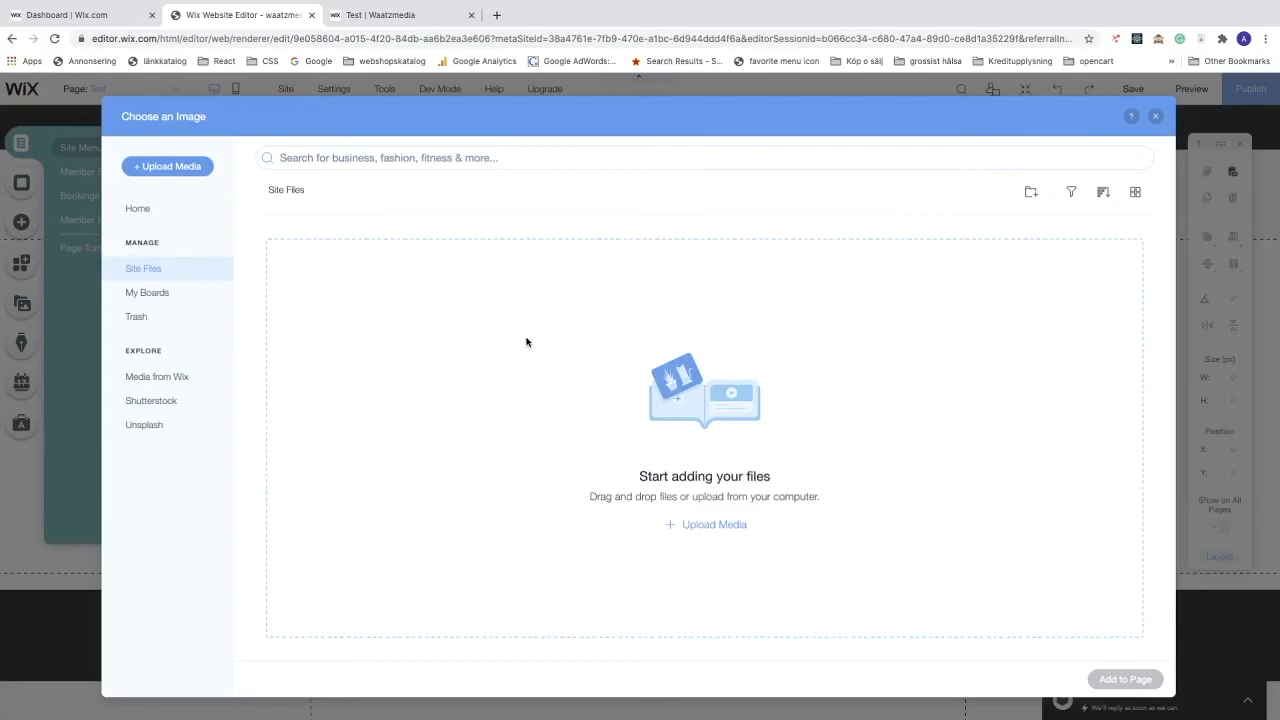 Dashboard | Wix.com
Wix Website Editor - waatzme
Test | Waatzmedia
editor.wix.com/html/editor/web/renderer/edit/9e058604-a015-4f20-84db-aa6b2ea3e606?metaSiteId=38a4761e-7fb9-470e-a1bc-6d944ddd4f6a&editorSessionId=b066cc34-c680-47a4-89d0-ce8d1a35229f&referralIn...
Apps
Annonsering
länkkatalog
React
CSS
Google
webshopskatalog
Google Analytics
Google AdWords:...
Search Results - S...
favorite menu icon
Köp o sälj
grossist hälsa
Kreditupplysning
opencart
»
Other Bookmarks
WiX
Page: Test
Site
Settings
Tools
Dev Mode
Help
Upgrade
Save
Preview
Publish
Choose an Image
?
+ Upload Media
Search for business, fashion, fitness & more...
Site Files
Home
MANAGE
Site Files
My Boards
Trash
EXPLORE
Media from Wix
Shutterstock
Unsplash
Start adding your files
Drag and drop files or upload from your computer.
+ Upload Media
Add to Page
Site Menu
Member S
Bookings
Member
Page Tran
Size (px)
W:
0
H:
0
Position
X:
0
Y:
0
Show on All
Pages
Layers
We'll reply as soon as we can